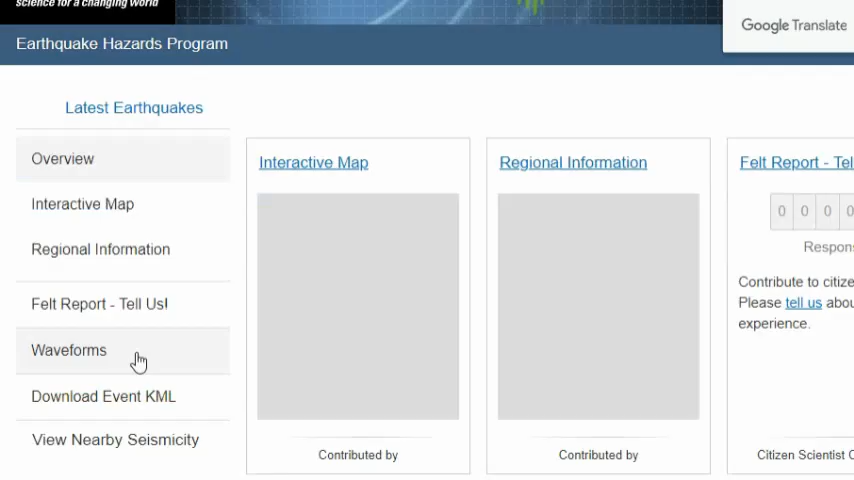 science for a changing world
Google Translate
Earthquake Hazards Program
Latest Earthquakes
Overview
Interactive Map
Regional Information
Felt Report - Tell Us!
Waveforms
Download Event KML
View Nearby Seismicity
Interactive Map
Contributed by
Regional Information
Contributed by
Felt Report - Tel
0 0 0 0
Respon
Contribute to citize
Please tell us abou
experience.
Citizen Scientist C